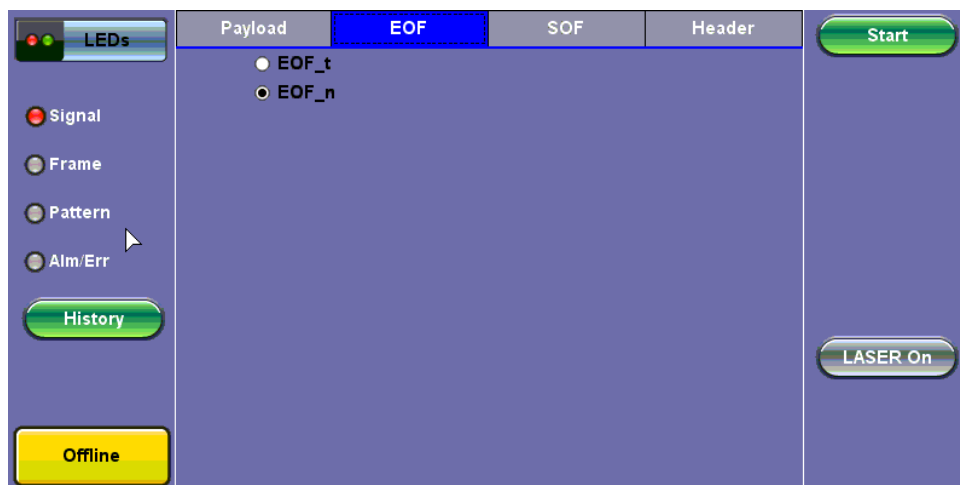 LEDs
Payload EOF SOF Header
Start
EOF_t
EOF_n
Signal
Frame
Pattern
Alm/Err
History
LASER On
Offline